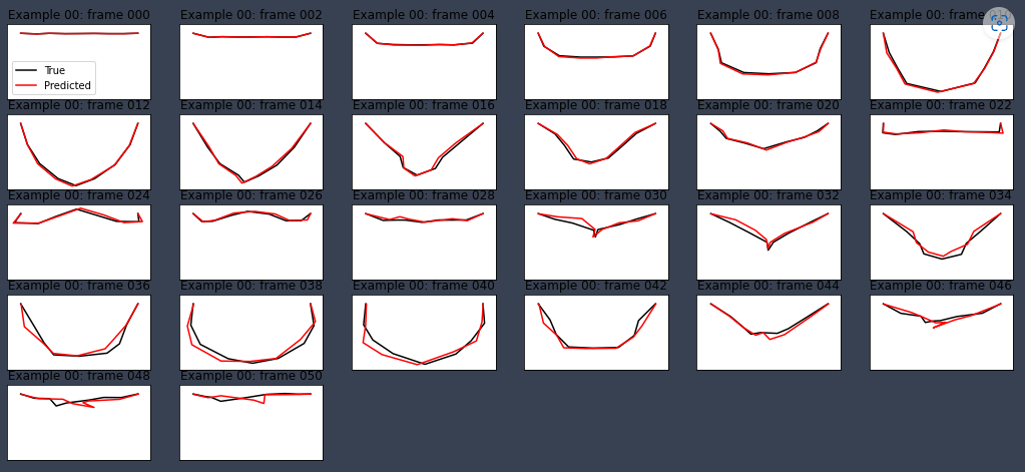 Example 00: frame 000
Example 00: frame 002
Example 00: frame 004
Example 00: frame 006
Example 00: frame 008
Example 00: frame
True
Predicted
Example 00: frame 012
Example 00: frame 014
Example 00: frame 016
Example 00: frame 018
Example 00: frame 020
Example 00: frame 022
Example 00: frame 024
Example 00: frame 026
Example 00: frame 028
Example 00: frame 030
Example 00: frame 032
Example 00: frame 034
Example 00: frame 036
Example 00: frame 038
Example 00: frame 040
Example 00: frame 042
Example 00: frame 044
Example 00: frame 046
Example 00: frame 048
Example 00: frame 050